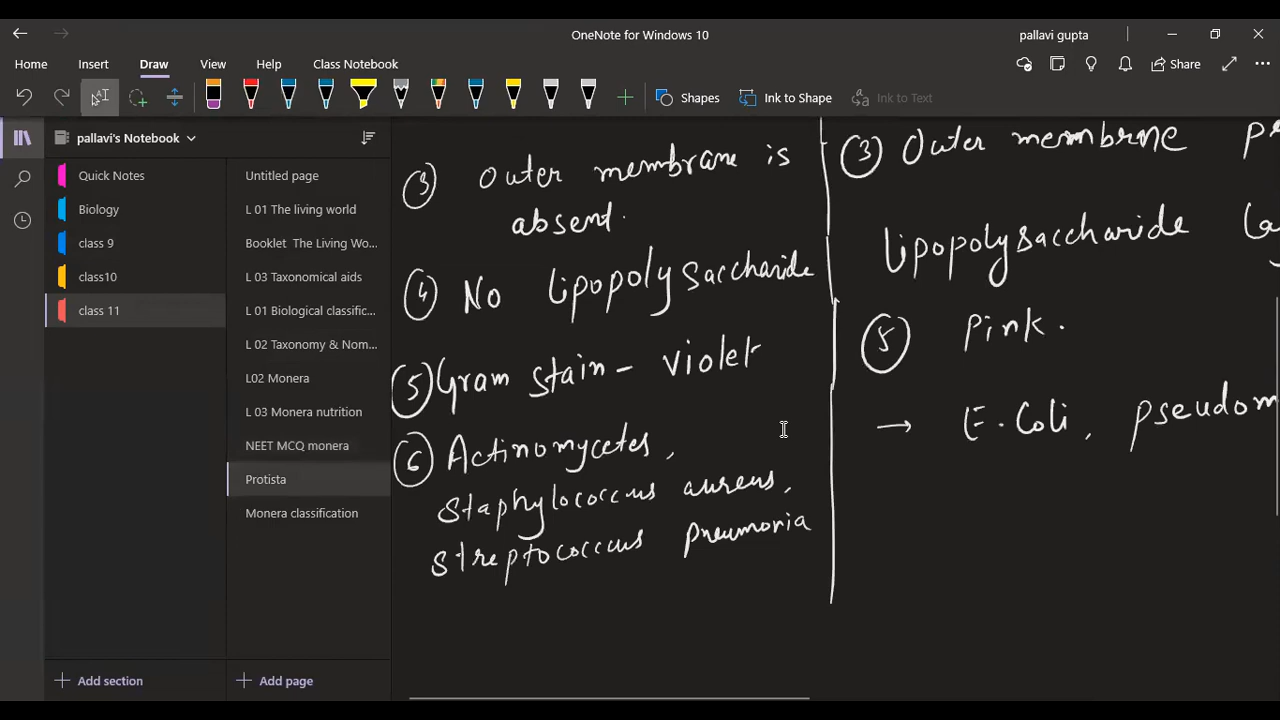 OneNote for Windows 10
pallavi gupta
Home Insert Draw View Help Class Notebook
Share
Shapes
Ink to Shape
Ink to Text
pallavi's Notebook
Quick Notes
Biology
class 9
class10
class 11
Add section
Untitled page
L 01 The living world
Booklet The Living Wo...
L 03 Taxonomical aids
L 01 Biological classific...
L 02 Taxonomy & Nom...
L02 Monera
L 03 Monera nutrition
NEET MCQ monera
Protista
Monera classification
Add page
3 Outer membrane is
absent.
4 No lipopolysaccharide
5 Gram stain - violet
6 Actinomycetes,
staphylococcus aureus,
streptococcus pneumonia
3 Outer membrne
lipopolysaccharide
5 Pink.
→ E. Coli, pseudom